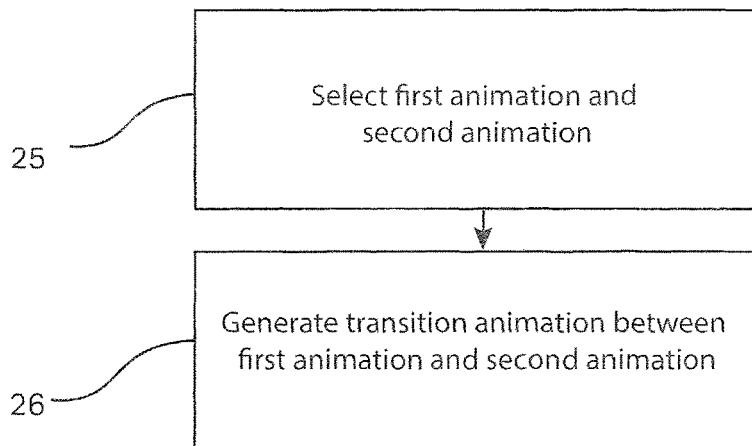 Select first animation and
second animation
25
Generate transition animation between
first animation and second animation
26